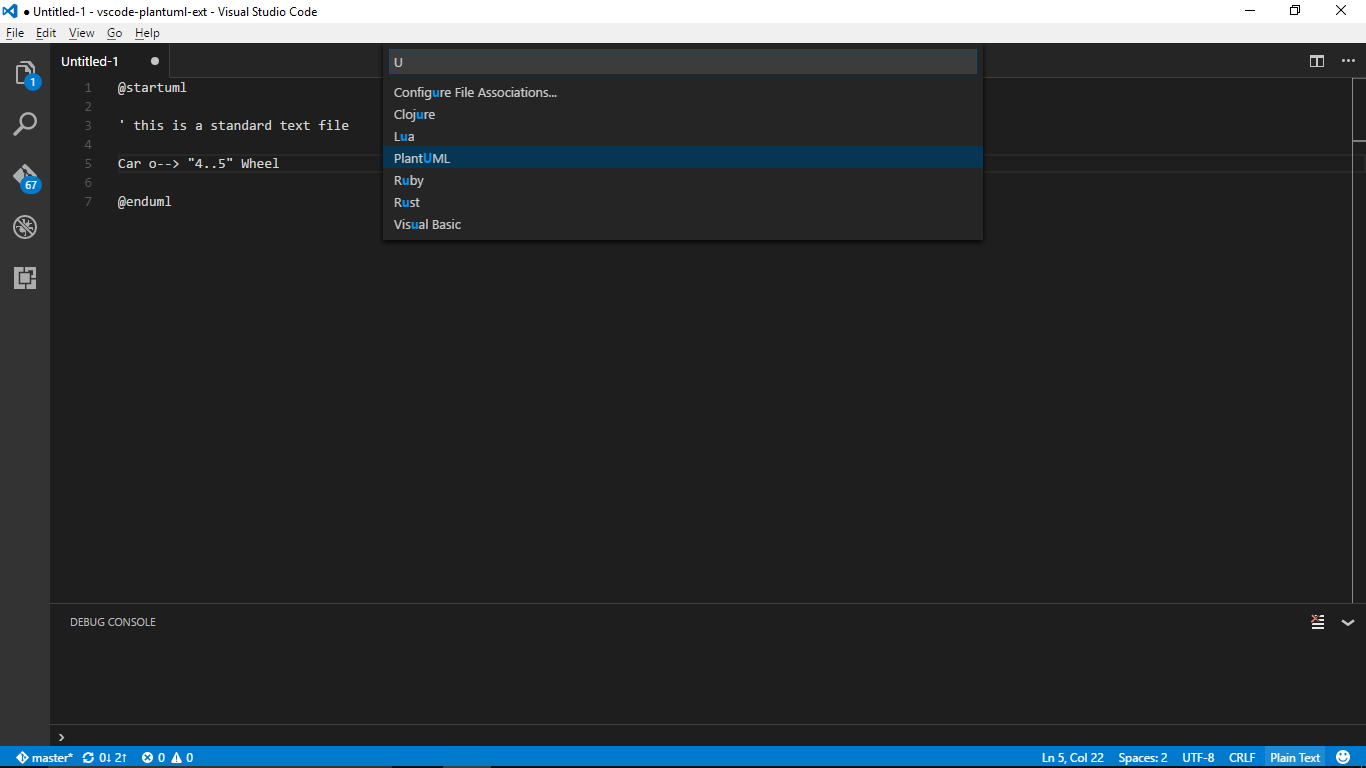 ● Untitled-1 - vscode-plantuml-ext - Visual Studio Code
File Edit View Go Help
Untitled-1 ●
U
Configure File Associations...
Clojure
Lua
PlantUML
Ruby
Rust
Visual Basic
1
67
1 @startuml
2
3 ' this is a standard text file
4
5 Car o--> "4..5" Wheel
6
7 @enduml
DEBUG CONSOLE
›
master* 0↓ 2↑ 0 0 Ln 5, Col 22 Spaces: 2 UTF-8 CRLF Plain Text